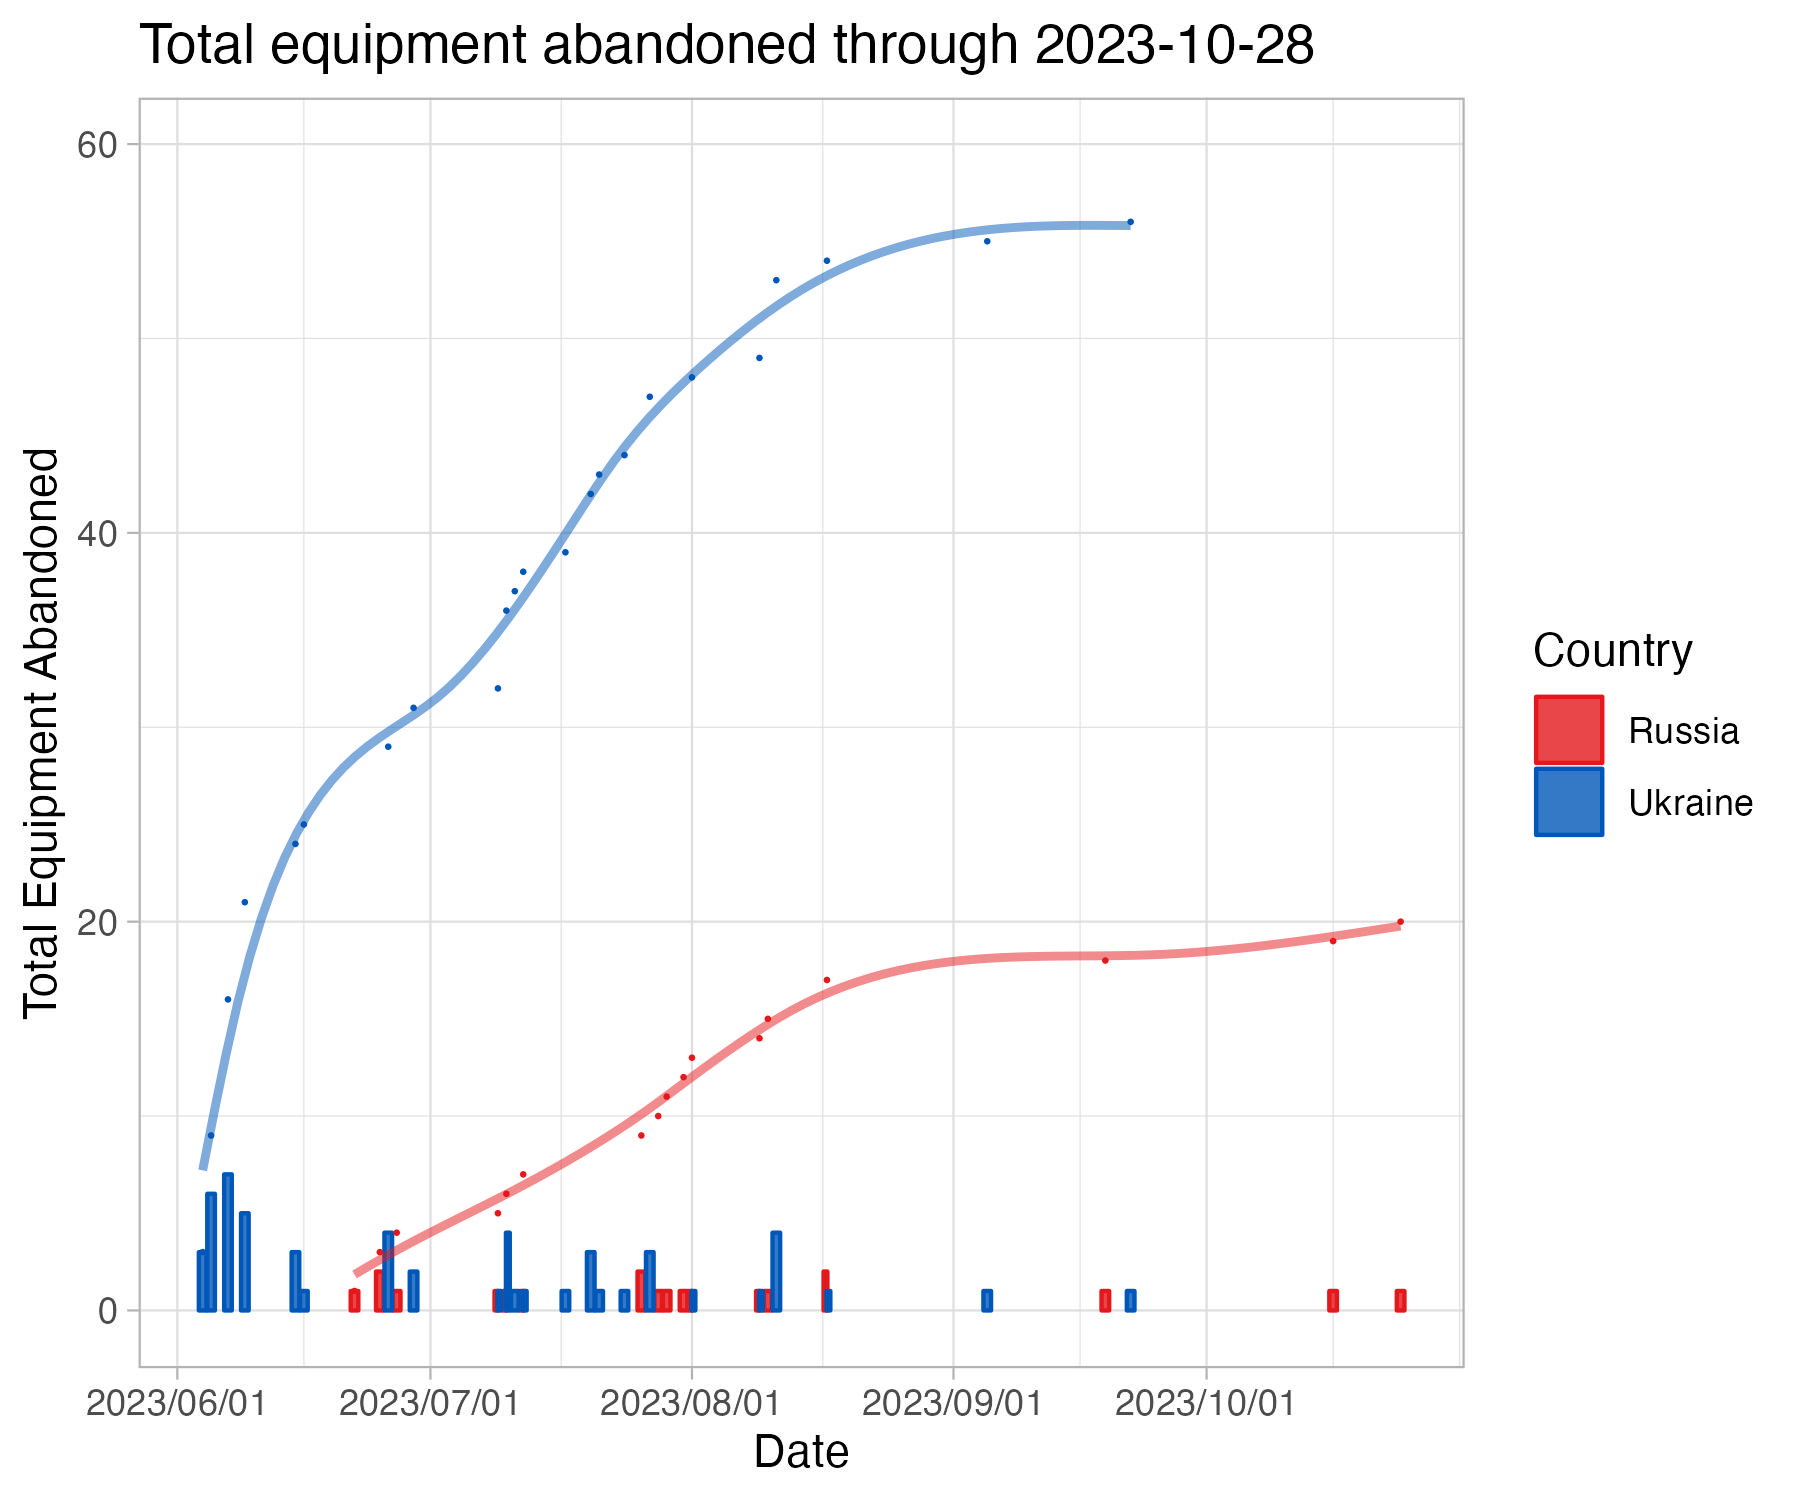 Total equipment abandoned through 2023-10-28
Total Equipment Abandoned
60
40
20
0
2023/06/01
2023/07/01
2023/08/01
2023/09/01
2023/10/01
Date
Country
Russia
Ukraine